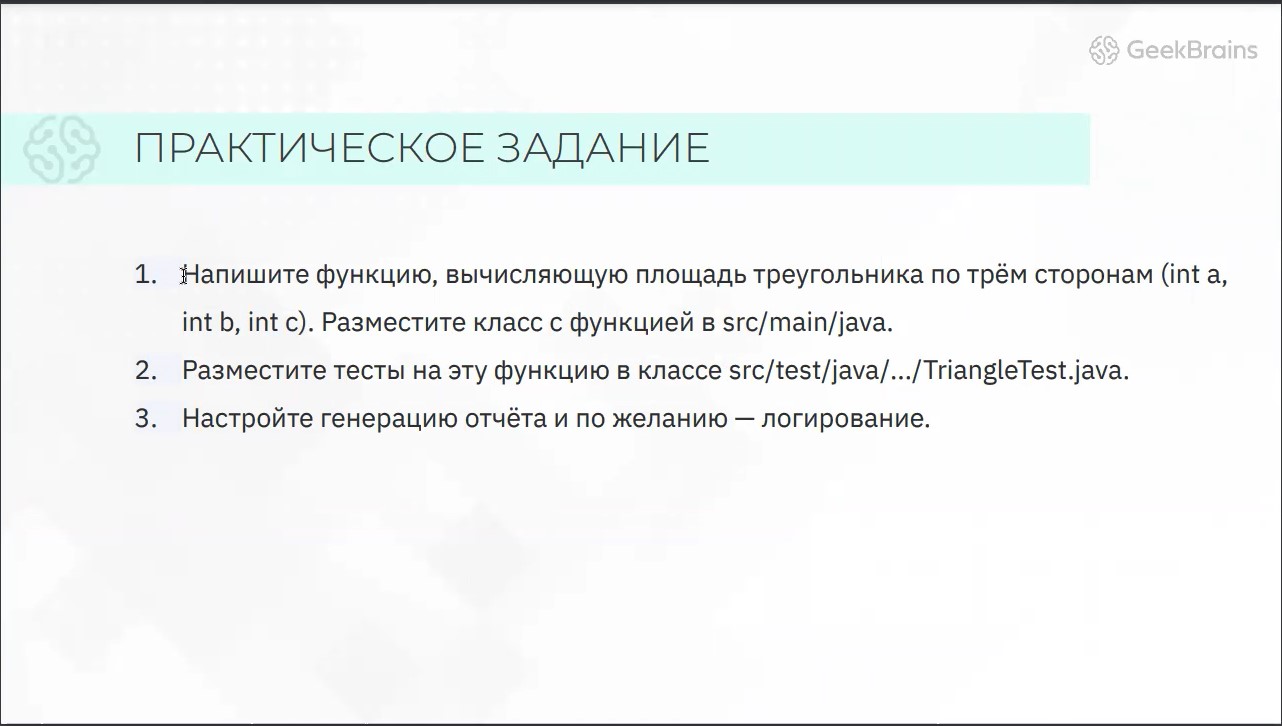 GeekBrains
ПРАКТИЧЕСКОЕ ЗАДАНИЕ
1. Напишите функцию, вычисляющую площадь треугольника по трём сторонам (int a,
int b, int c). Разместите класс с функцией в src/main/java.
2. Разместите тесты на эту функцию в классе src/test/java/.../TriangleTest.java.
3. Настройте генерацию отчёта и по желанию — логирование.